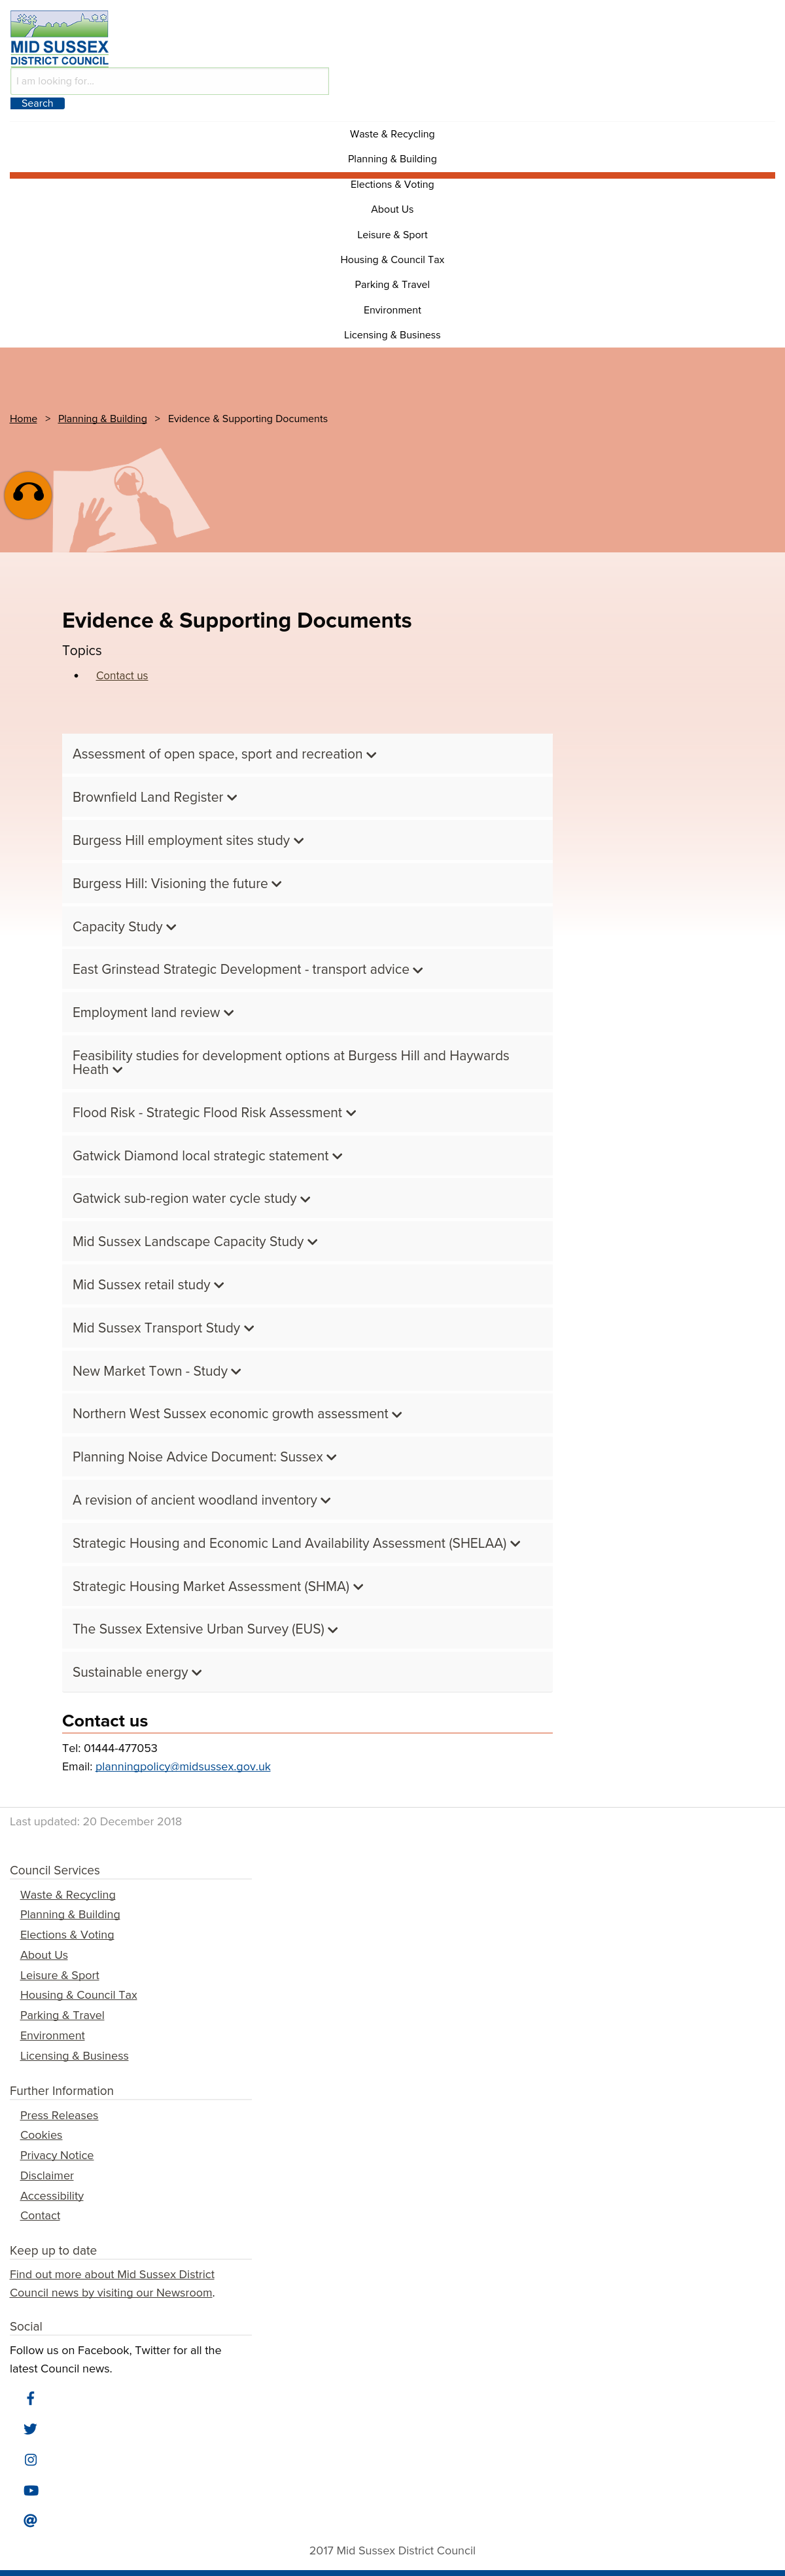 MID SUSSEX
DISTRICT COUNCIL
I am looking for...
Search
Waste & Recycling
Planning & Building
Elections & Voting
About Us
Leisure & Sport
Housing & Council Tax
Parking & Travel
Environment
Licensing & Business
Home > Planning & Building > Evidence & Supporting Documents
Evidence & Supporting Documents
Topics
Contact us
Assessment of open space, sport and recreation
Brownfield Land Register
Burgess Hill employment sites study
Burgess Hill: Visioning the future
Capacity Study
East Grinstead Strategic Development - transport advice
Employment land review
Feasibility studies for development options at Burgess Hill and Haywards
Heath
Flood Risk - Strategic Flood Risk Assessment
Gatwick Diamond local strategic statement
Gatwick sub-region water cycle study
Mid Sussex Landscape Capacity Study
Mid Sussex retail study
Mid Sussex Transport Study
New Market Town - Study
Northern West Sussex economic growth assessment
Planning Noise Advice Document: Sussex
A revision of ancient woodland inventory
Strategic Housing and Economic Land Availability Assessment (SHELAA)
Strategic Housing Market Assessment (SHMA)
The Sussex Extensive Urban Survey (EUS)
Sustainable energy
Contact us
Tel: 01444-477053
Email: planningpolicy@midsussex.gov.uk
Last updated: 20 December 2018
Council Services
Waste & Recycling
Planning & Building
Elections & Voting
About Us
Leisure & Sport
Housing & Council Tax
Parking & Travel
Environment
Licensing & Business
Further Information
Press Releases
Cookies
Privacy Notice
Disclaimer
Accessibility
Contact
Keep up to date
Find out more about Mid Sussex District
Council news by visiting our Newsroom.
Social
Follow us on Facebook, Twitter for all the
latest Council news.
2017 Mid Sussex District Council